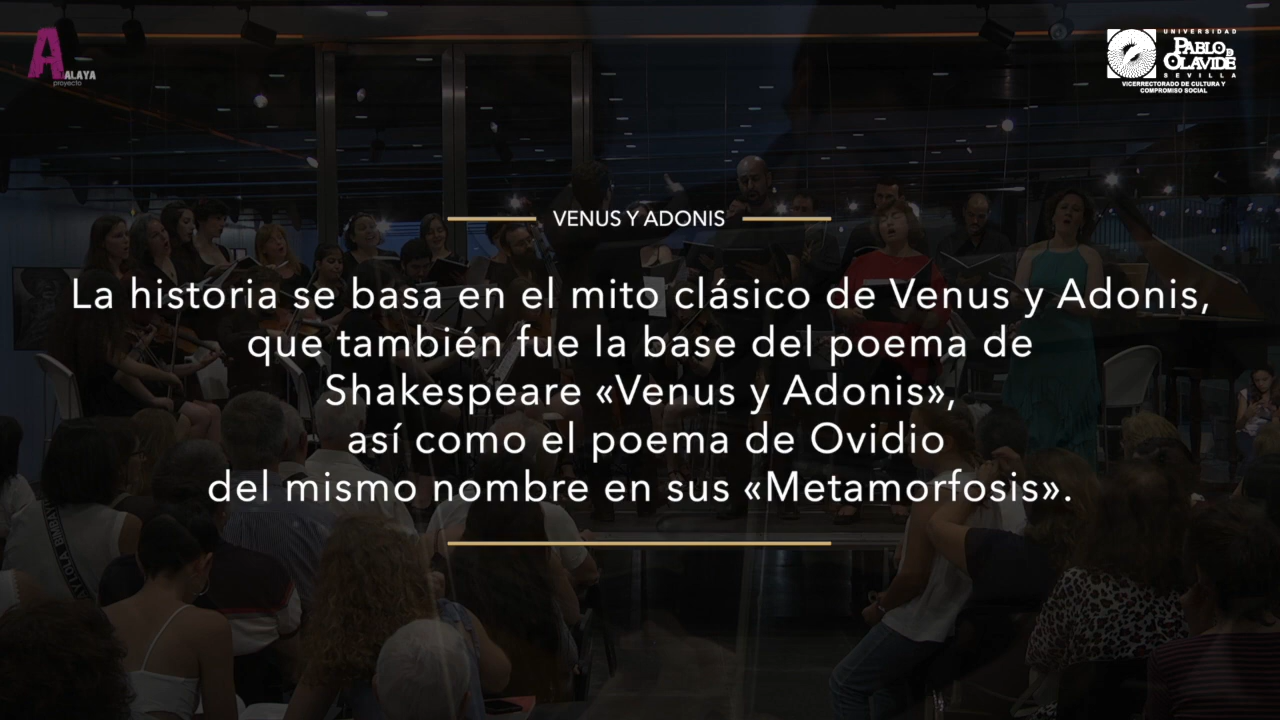 A
ALAYA
proyecto
UNIVERSIDAD
PABLO DE
OLAVIDE
SEVILLA
VICERRECTORADO DE CULTURA Y
COMPROMISO SOCIAL
VENUS Y ADONIS
La historia se basa en el mito clásico de Venus y Adonis,
que también fue la base del poema de
Shakespeare «Venus y Adonis»,
así como el poema de Ovidio
del mismo nombre en sus «Metamorfosis».
LOLA